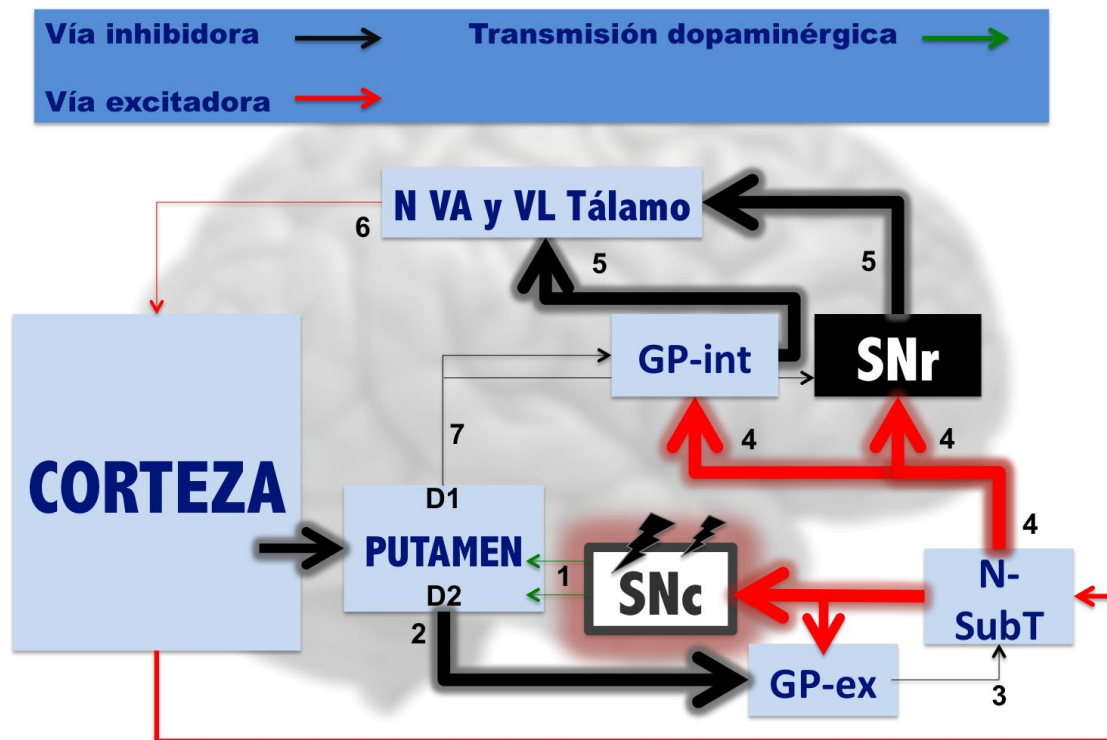 Vía inhibidora
Transmisión dopaminérgica
Vía excitadora
N VA y VL Tálamo
6
5
5
GP-int
SNr
7
4
4
CORTEZA
D1
PUTAMEN
D2
1
SNc
4
N-
SubT
2
GP-ex
3